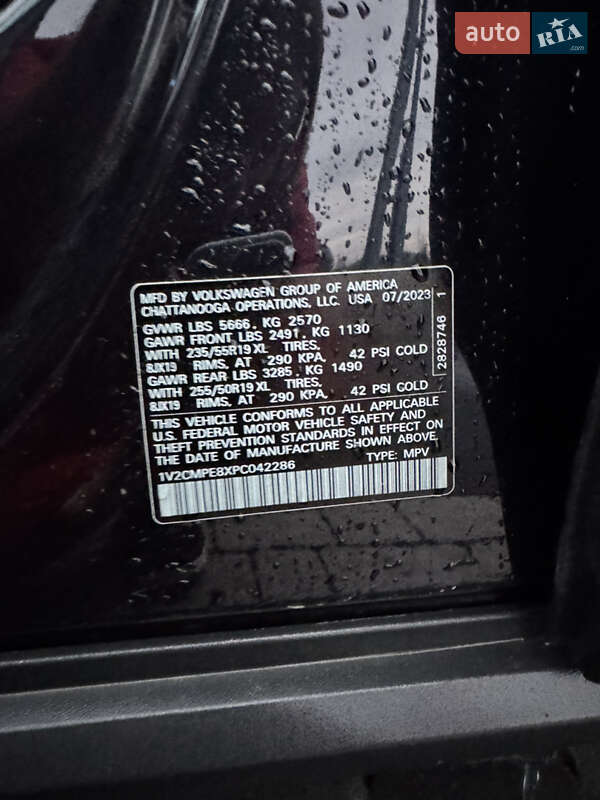 auto RIA.com
MFD BY VOLKSWAGEN GROUP OF AMERICA
CHATTANOOGA OPERATIONS, LLC. USA 07/2023
GVWR LBS 5666, KG 2570
GAWR FRONT LBS 2491, KG 1130
WITH 235/55R19 XL TIRES.
8JX19 RIMS. AT 290 KPA, 42 PSI COLD
GAWR REAR LBS 3285, KG 1490
WITH 255/50R19 XL TIRES.
8JX19 RIMS. AT 290 KPA, 42 PSI COLD
THIS VEHICLE CONFORMS TO ALL APPLICABLE
U.S. FEDERAL MOTOR VEHICLE SAFETY AND
THEFT PREVENTION STANDARDS IN EFFECT ON
THE DATE OF MANUFACTURE SHOWN ABOVE.
1V2CMPE8XPC042286 TYPE: MPV
2828746 1